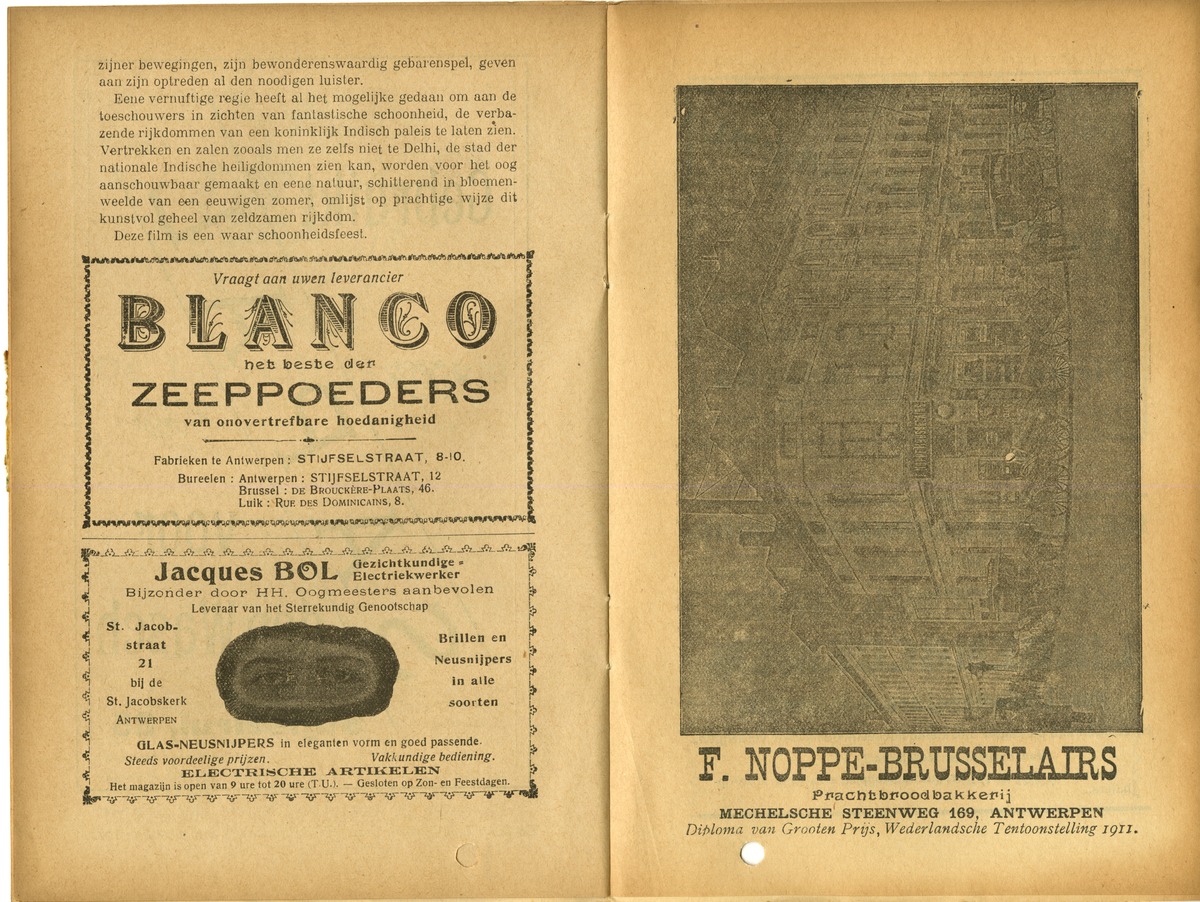 zijner bewegingen, zijn bewonderenswaardig gebarenspel, geven
aan zijn optreden al den noodigen luister.
Eene vernuftige regie heeft al het mogelijke gedaan om aan de
toeschouwers in zichten van fantastische schoonheid, de verba-
zende rijkdommen van een koninklijk Indisch paleis te laten zien.
Vertrekken en zalen zooals men ze zelfs niet te Delhi, de stad der
nationale Indische heiligdommen zien kan, worden voor het oog
aanschouwbaar gemaakt en eene natuur, schitterend in bloemen-
weelde van een eeuwigen zomer, omlijst op prachtige wijze dit
kunstvol geheel van zeldzamen rijkdom.
Deze film is een waar schoonheidsfeest.
Vraagt aan uwen leverancier
BLANCO
het beste der
ZEEPPOEDERS
van onovertrefbare hoedanigheid
Fabrieken te Antwerpen : STIJFSELSTRAAT, 8-10.
Bureelen : Antwerpen : STIJFSELSTRAAT, 12
Brussel : DE BROUCKÈRE-PLAATS, 46.
Luik : RUE DES DOMINICAINS, 8.
Jacques BOL Gezichtkundige =
Electriekwerker
Bijzonder door HH. Oogmeesters aanbevolen
Leveraar van het Sterrekundig Genootschap
St. Jacob-
straat
21
bij de
St. Jacobskerk
ANTWERPEN
Brillen en
Neusnijpers
in alle
soorten
GLAS-NEUSNIJPERS in eleganten vorm en goed passende.
Steeds voordeelige prijzen. Vakkundige bediening.
ELECTRISCHE ARTIKELEN
Het magazijn is open van 9 ure tot 20 ure (T.U.). — Gesloten op Zon- en Feestdagen.
F. NOPPE-BRUSSELAIRS
Prachtbroodbakkerij
MECHELSCHE STEENWEG 169, ANTWERPEN
Diploma van Grooten Prijs, Wederlandsche Tentoonstelling 1911.